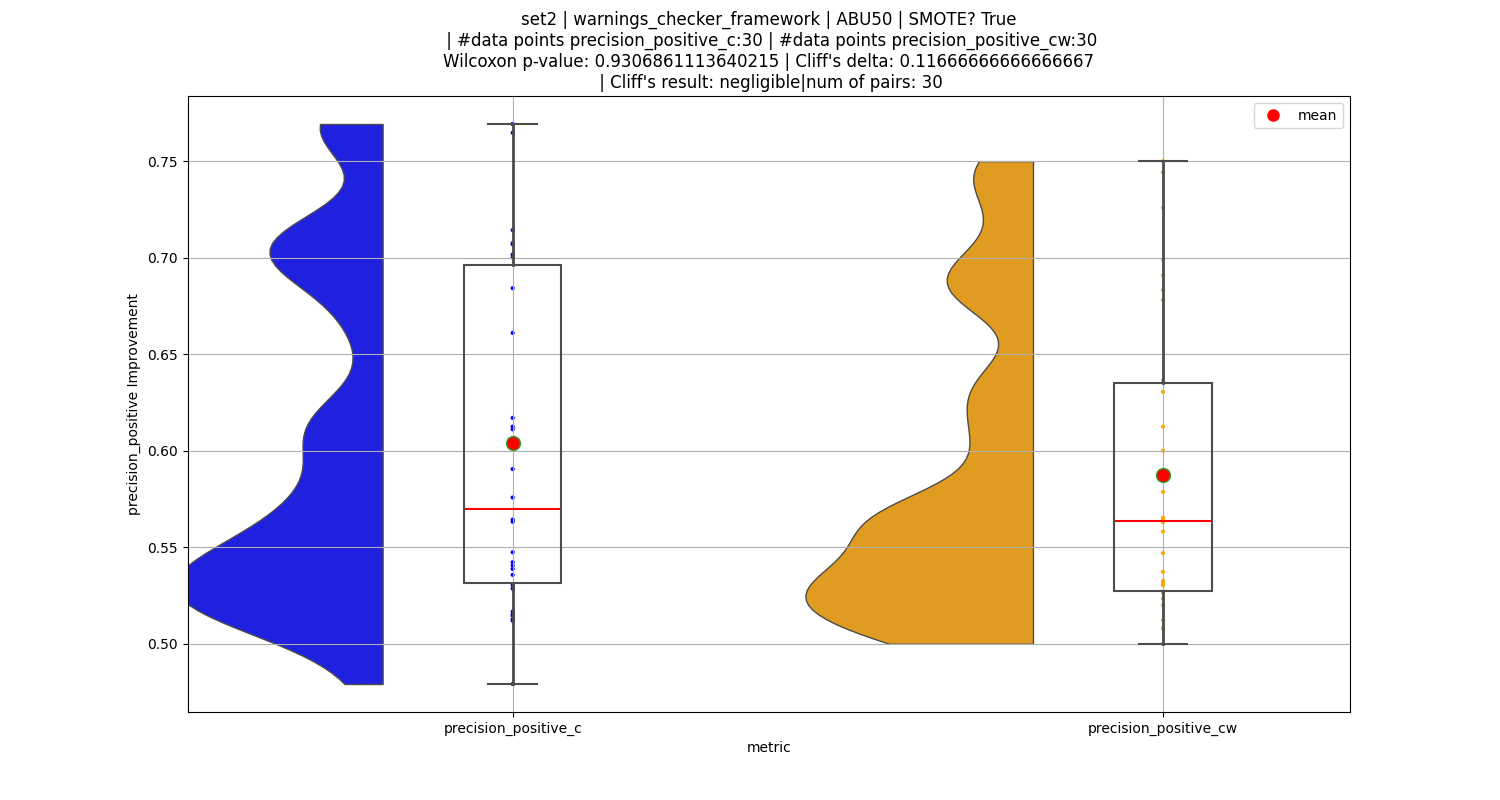 set2 | warnings_checker_framework | ABU50 | SMOTE? True
| #data points precision_positive_c:30 | #data points precision_positive_cw:30
Wilcoxon p-value: 0.9306861113640215 | Cliff's delta: 0.11666666666666667
| Cliff's result: negligible|num of pairs: 30
mean
0.75
0.70
0.65
0.60
0.55
0.50
precision_positive Improvement
precision_positive_c
precision_positive_cw
metric